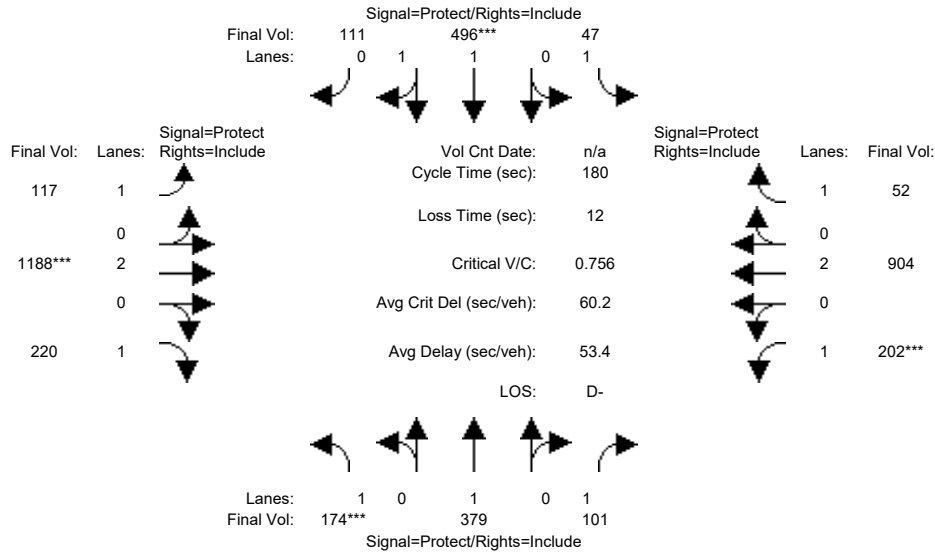 Signal=Protect/Rights=Include
Final Vol: 111 496*** 47
Lanes: 0 1 1 0 1
Signal=Protect Signal=Protect
Final Vol: Lanes: Rights=Include Vol Cnt Date: n/a Rights=Include Lanes: Final Vol:
Cycle Time (sec): 180
117 1 1 52
Loss Time (sec): 12
0 0
1188*** 2 Critical V/C: 0.756 2 904
0 Avg Crit Del (sec/veh): 60.2 0
220 1 Avg Delay (sec/veh): 53.4 1 202***
LOS: D-
Lanes: 1 0 1 0 1
Final Vol: 174*** 379 101
Signal=Protect/Rights=Include